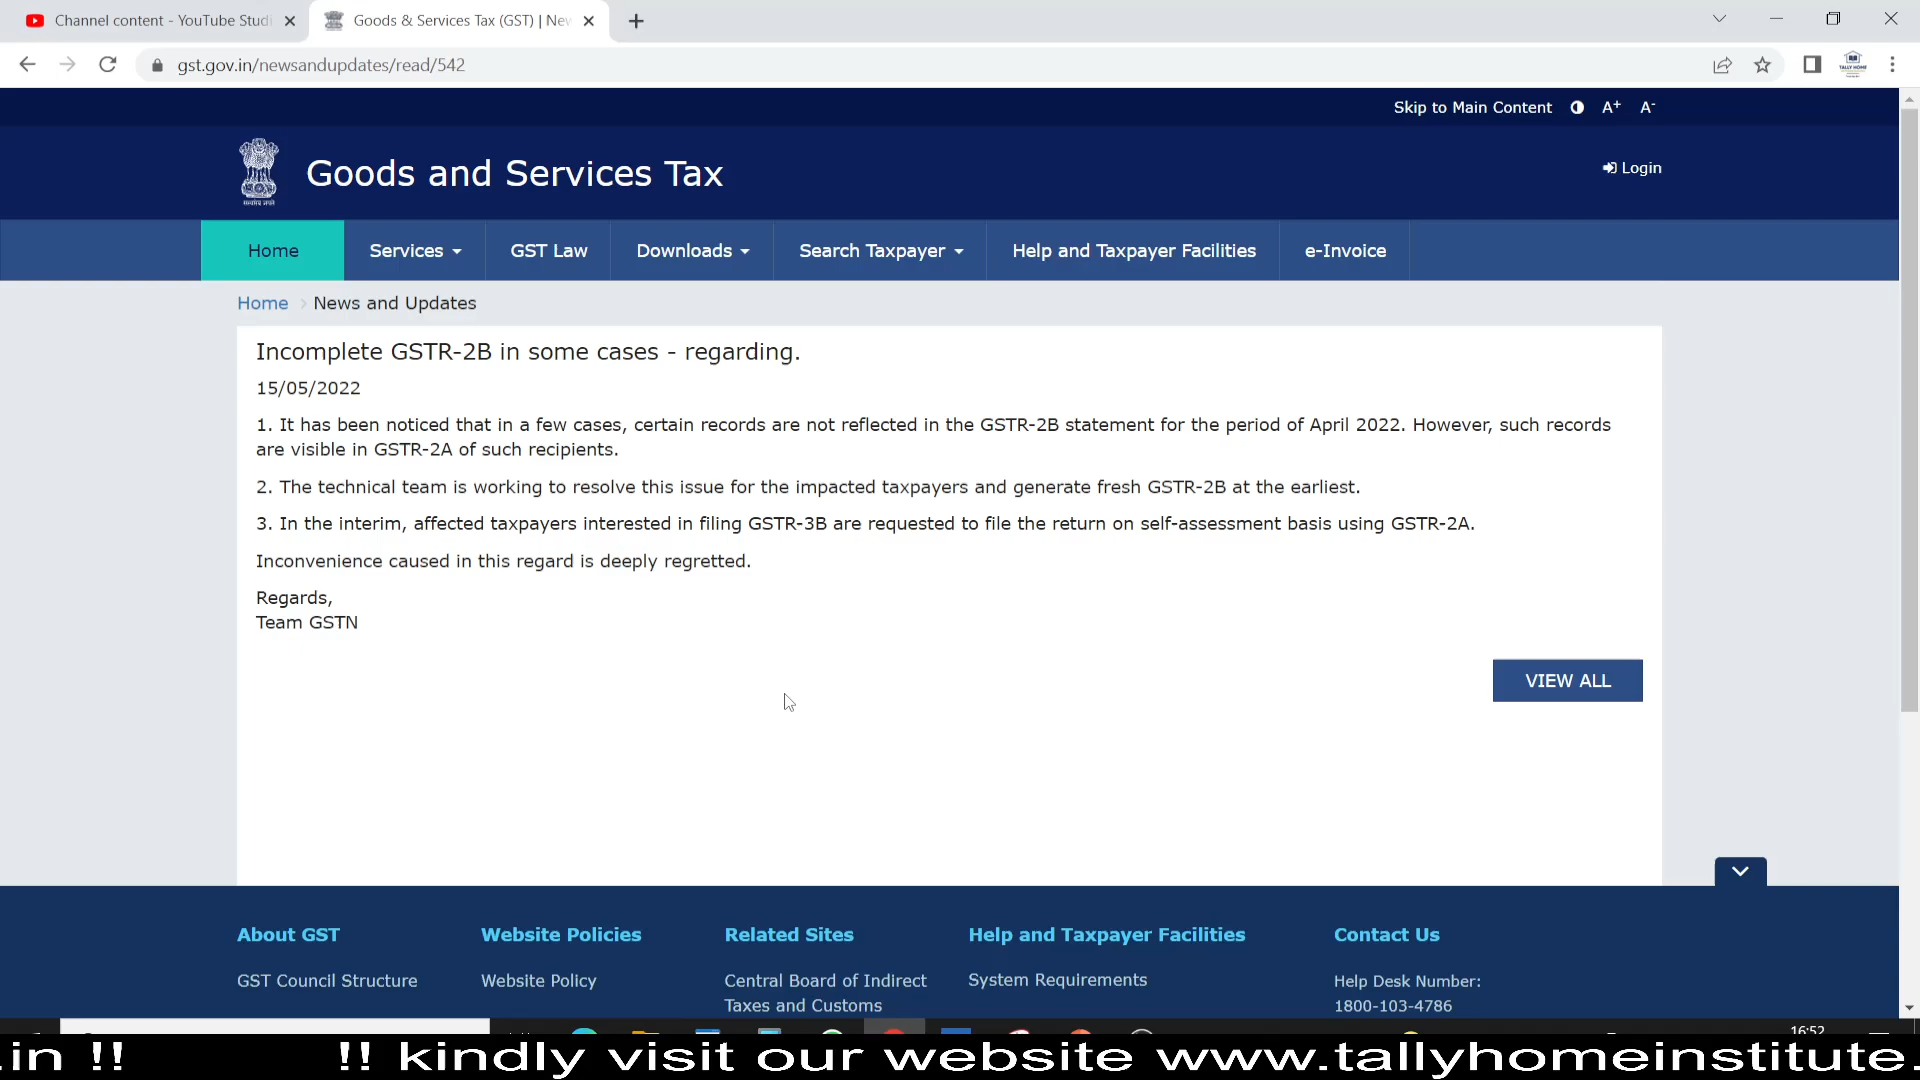 Channel content - YouTube Studi
Goods & Services Tax (GST) | New
gst.gov.in/newsandupdates/read/542
TALLY HOME
Skip to Main Content A+ A-
सत्यमेव जयते
Goods and Services Tax
Login
Home Services GST Law Downloads Search Taxpayer Help and Taxpayer Facilities e-Invoice
Home > News and Updates
Incomplete GSTR-2B in some cases - regarding.
15/05/2022
1. It has been noticed that in a few cases, certain records are not reflected in the GSTR-2B statement for the period of April 2022. However, such records
are visible in GSTR-2A of such recipients.
2. The technical team is working to resolve this issue for the impacted taxpayers and generate fresh GSTR-2B at the earliest.
3. In the interim, affected taxpayers interested in filing GSTR-3B are requested to file the return on self-assessment basis using GSTR-2A.
Inconvenience caused in this regard is deeply regretted.
Regards,
Team GSTN
VIEW ALL
About GST Website Policies Related Sites Help and Taxpayer Facilities Contact Us
GST Council Structure Website Policy Central Board of Indirect System Requirements Help Desk Number:
Taxes and Customs 1800-103-4786
16:52
.in !! !! kindly visit our website www.tallyhomeinstitute.